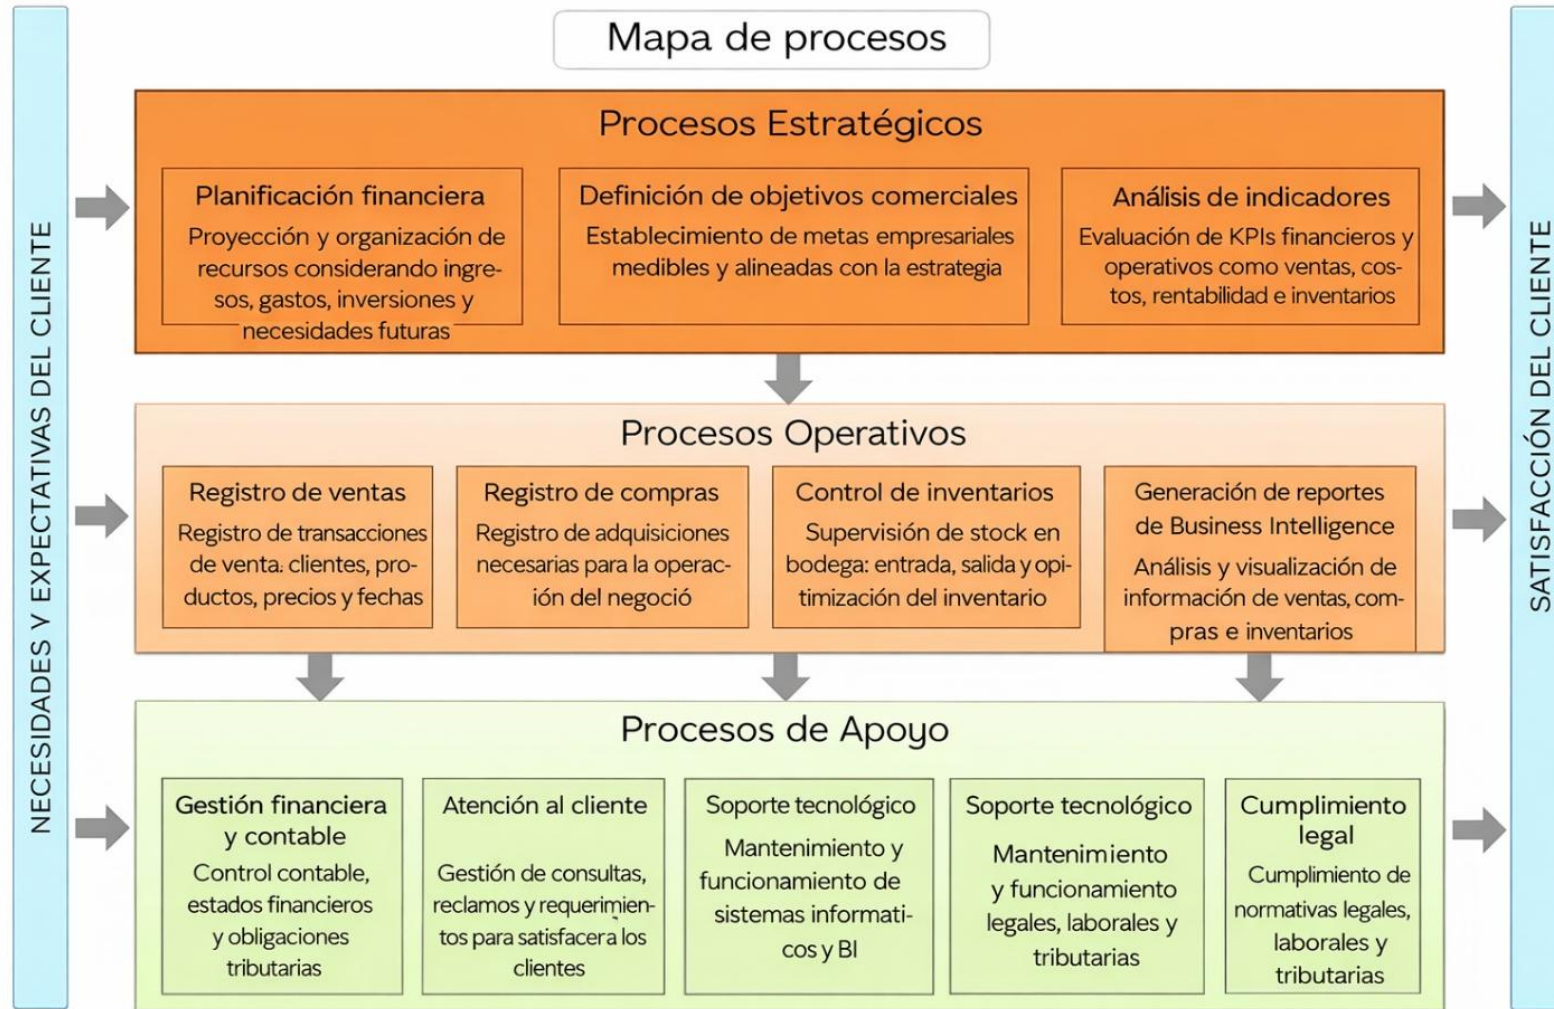 Mapa de procesos
NECESIDADES Y EXPECTATIVAS DEL CLIENTE
Procesos Estratégicos
Planificación financiera
Proyección y organización de
recursos considerando ingre-
sos, gastos, inversiones y
necesidades futuras
Definición de objetivos comerciales
Establecimiento de metas empresariales
medibles y alineadas con la estrategia
Análisis de indicadores
Evaluación de KPIs financieros y
operativos como ventas, cos-
tos, rentabilidad e inventarios
Procesos Operativos
Registro de ventas
Registro de transacciones
de venta: clientes, pro-
ductos, precios y fechas
Registro de compras
Registro de adquisiciones
necesarias para la operac-
ión del negoció
Control de inventarios
Supervisión de stock en
bodega: entrada, salida y opi-
timización del inventario
Generación de reportes
de Business Intelligence
Análisis y visualización de
información de ventas, com-
pras e inventarios
Procesos de Apoyo
Gestión financiera
y contable
Control contable,
estados financieros
y obligaciones
tributarias
Atención al cliente
Gestión de consultas,
reclamos y requerimien-
tos para satisfacera los
clientes
Soporte tecnológico
Mantenimiento y
funcionamiento de
sistemas informati-
cos y BI
Soporte tecnológico
Mantenimiento
y funcionamiento
legales, laborales y
tributarias
Cumplimiento
legal
Cumplimiento de
normativas legales,
laborales y
tributarias
SATISFACCIÓN DEL CLIENTE